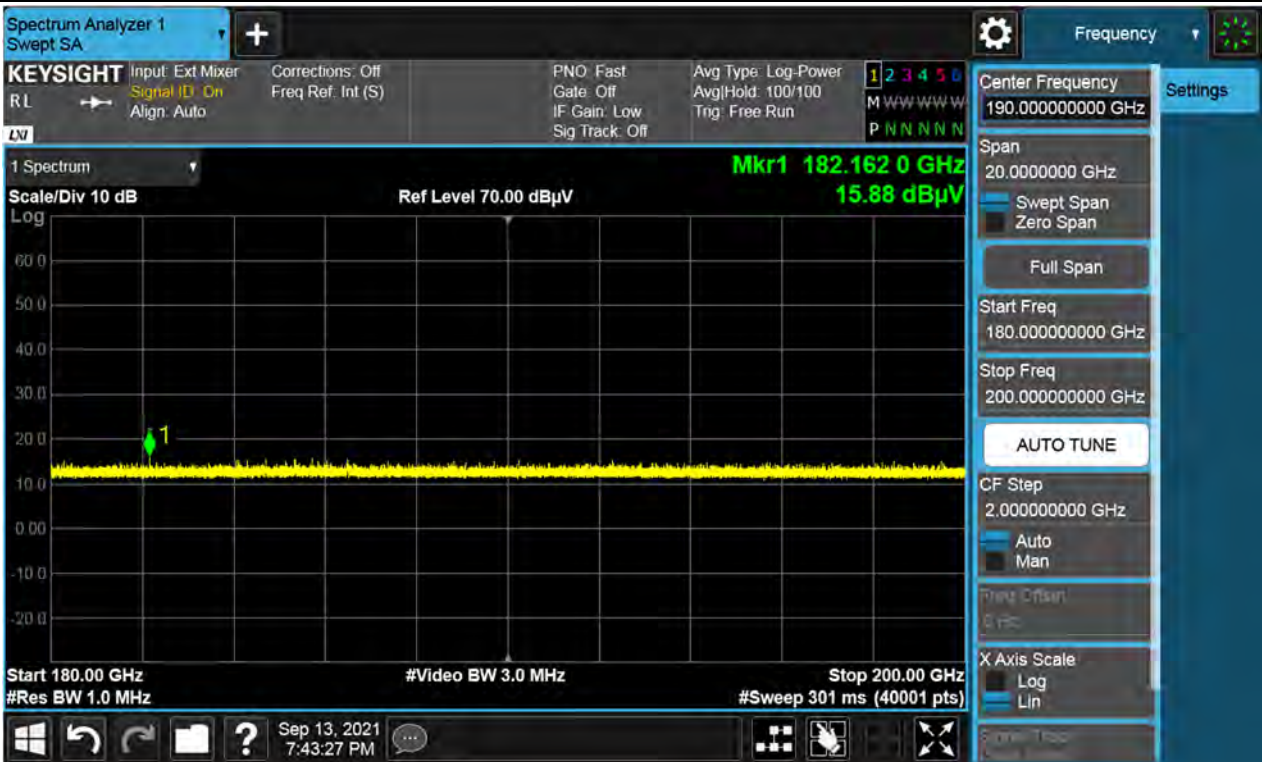 Spectrum Analyzer 1
Swept SA
+
Frequency
KEYSIGHT
RL
LXI
Input: Ext Mixer
Signal ID: On
Align: Auto
Corrections: Off
Freq Ref: Int (S)
PNO: Fast
Gate: Off
IF Gain: Low
Sig Track: Off
Avg Type: Log-Power
Avg|Hold: 100/100
Trig: Free Run
1 2 3 4 5 6
M W W W W W
P N N N N N
1 Spectrum
Scale/Div 10 dB
Log
Ref Level 70.00 dBµV
Mkr1 182.162 0 GHz
15.88 dBµV
60.0
50.0
40.0
30.0
20.0
10.0
0.00
-10.0
-20.0
1
Start 180.00 GHz
#Res BW 1.0 MHz
#Video BW 3.0 MHz
Stop 200.00 GHz
#Sweep 301 ms (40001 pts)
Center Frequency
190.000000000 GHz
Settings
Span
20.0000000 GHz
Swept Span
Zero Span
Full Span
Start Freq
180.000000000 GHz
Stop Freq
200.000000000 GHz
AUTO TUNE
CF Step
2.000000000 GHz
Auto
Man
Freq Offset
0 Hz
X Axis Scale
Log
Lin
?
Sep 13, 2021
7:43:27 PM